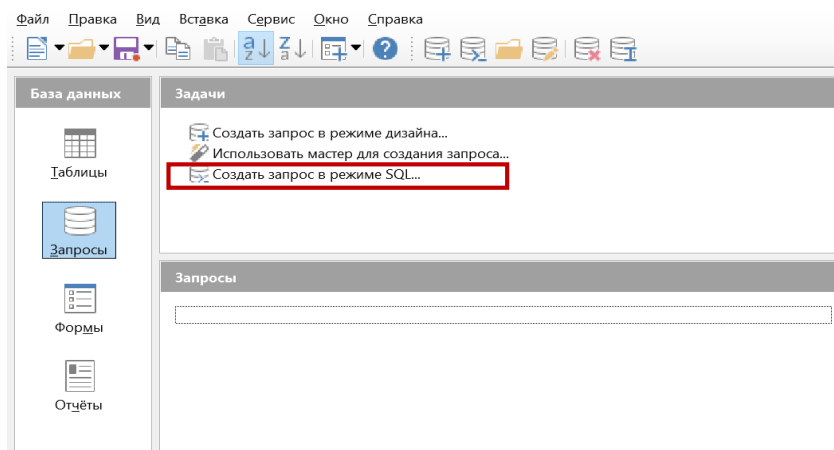 Файл Правка Вид Вставка Сервис Окно Справка
База данных
Задачи
Создать запрос в режиме дизайна...
Использовать мастер для создания запроса...
Создать запрос в режиме SQL...
Таблицы
Запросы
Запросы
Формы
Отчёты